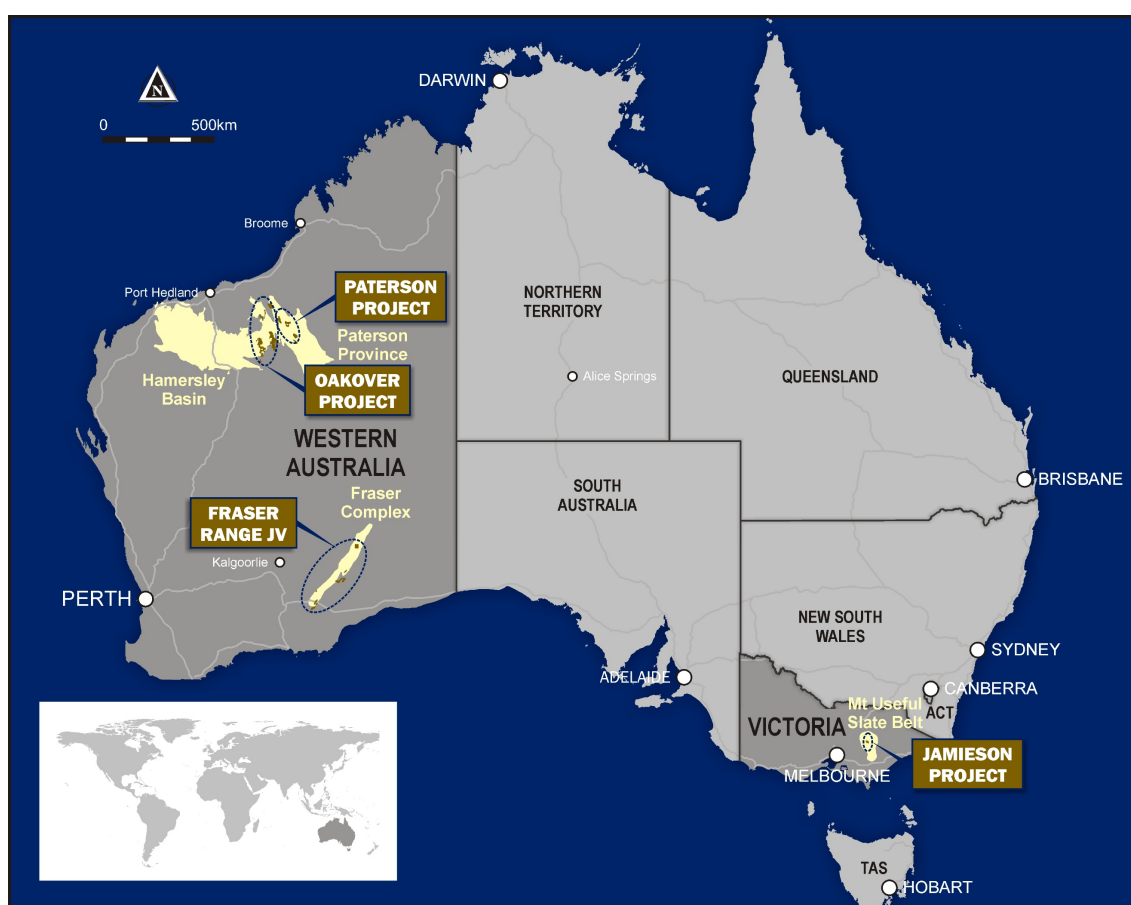 DARWIN
N
0 500km
Broome
Port Hedland
PATERSON
PROJECT
NORTHERN
TERRITORY
Paterson
Province
Hamersley
Basin
OAKOVER
PROJECT
Alice Springs
QUEENSLAND
WESTERN
AUSTRALIA
SOUTH
AUSTRALIA
BRISBANE
Fraser
Complex
FRASER
RANGE JV
Kalgoorlie
PERTH
NEW SOUTH
WALES
SYDNEY
ADELAIDE
CANBERRA
ACT
Mt Useful
Slate Belt
VICTORIA
MELBOURNE
JAMIESON
PROJECT
TAS
HOBART